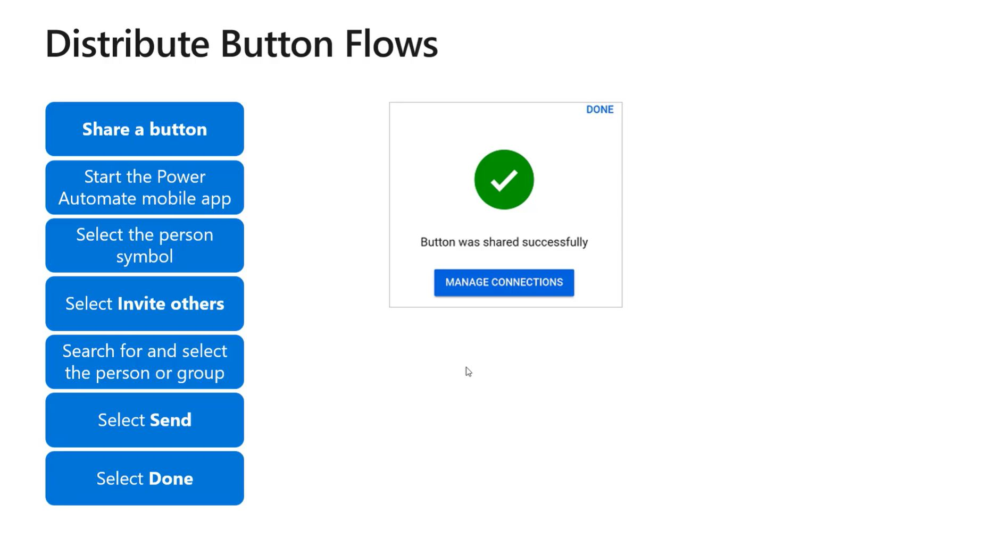 Distribute Button Flows
Share a button
Start the Power
Automate mobile app
Select the person
symbol
Select Invite others
Search for and select
the person or group
Select Send
Select Done
DONE
Button was shared successfully
MANAGE CONNECTIONS